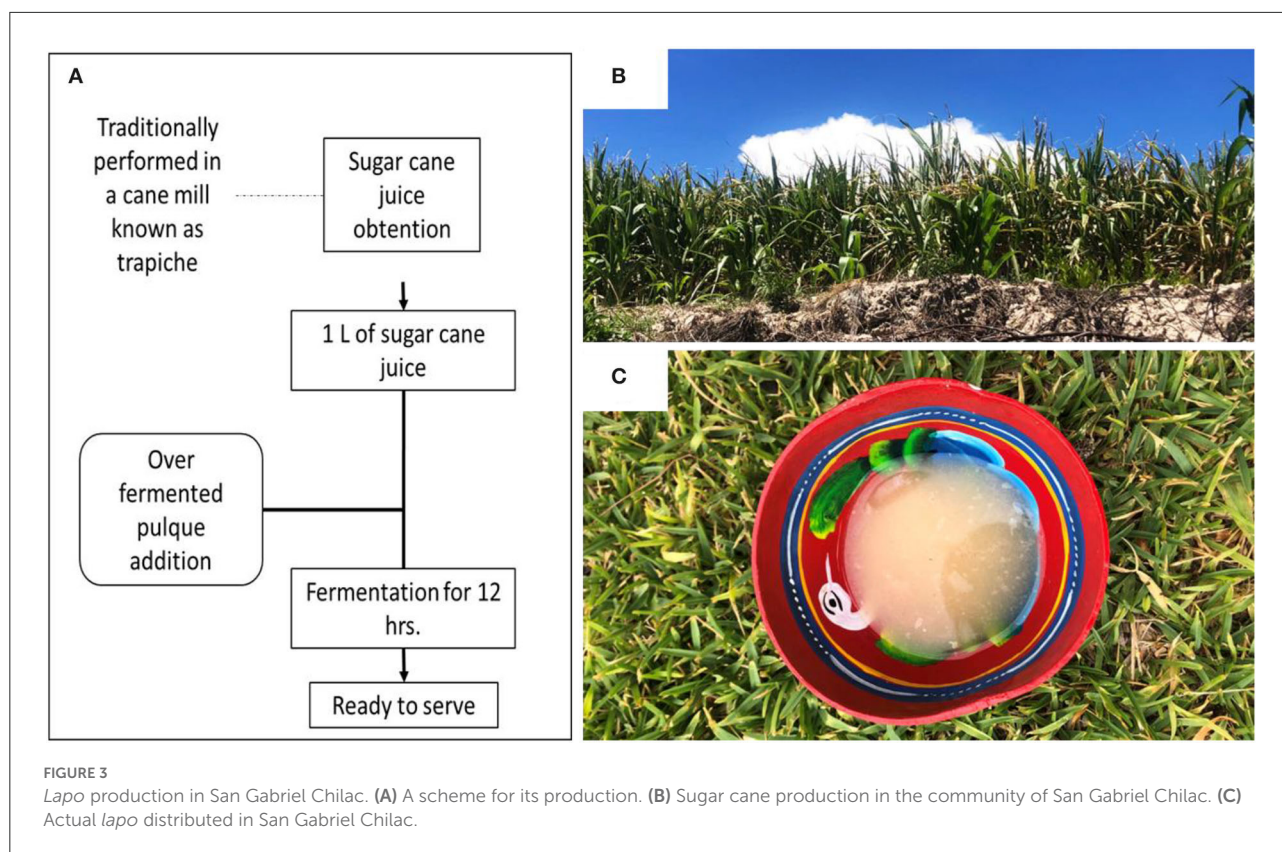 A
Traditionally
performed in
a cane mill
known as
trapiche
Sugar cane
juice
obtention
1 L of sugar cane
juice
Over
fermented
pulque
addition
Fermentation for 12
hrs.
Ready to serve
B
C
FIGURE 3
Lapo production in San Gabriel Chilac. (A) A scheme for its production. (B) Sugar cane production in the community of San Gabriel Chilac. (C)
Actual lapo distributed in San Gabriel Chilac.